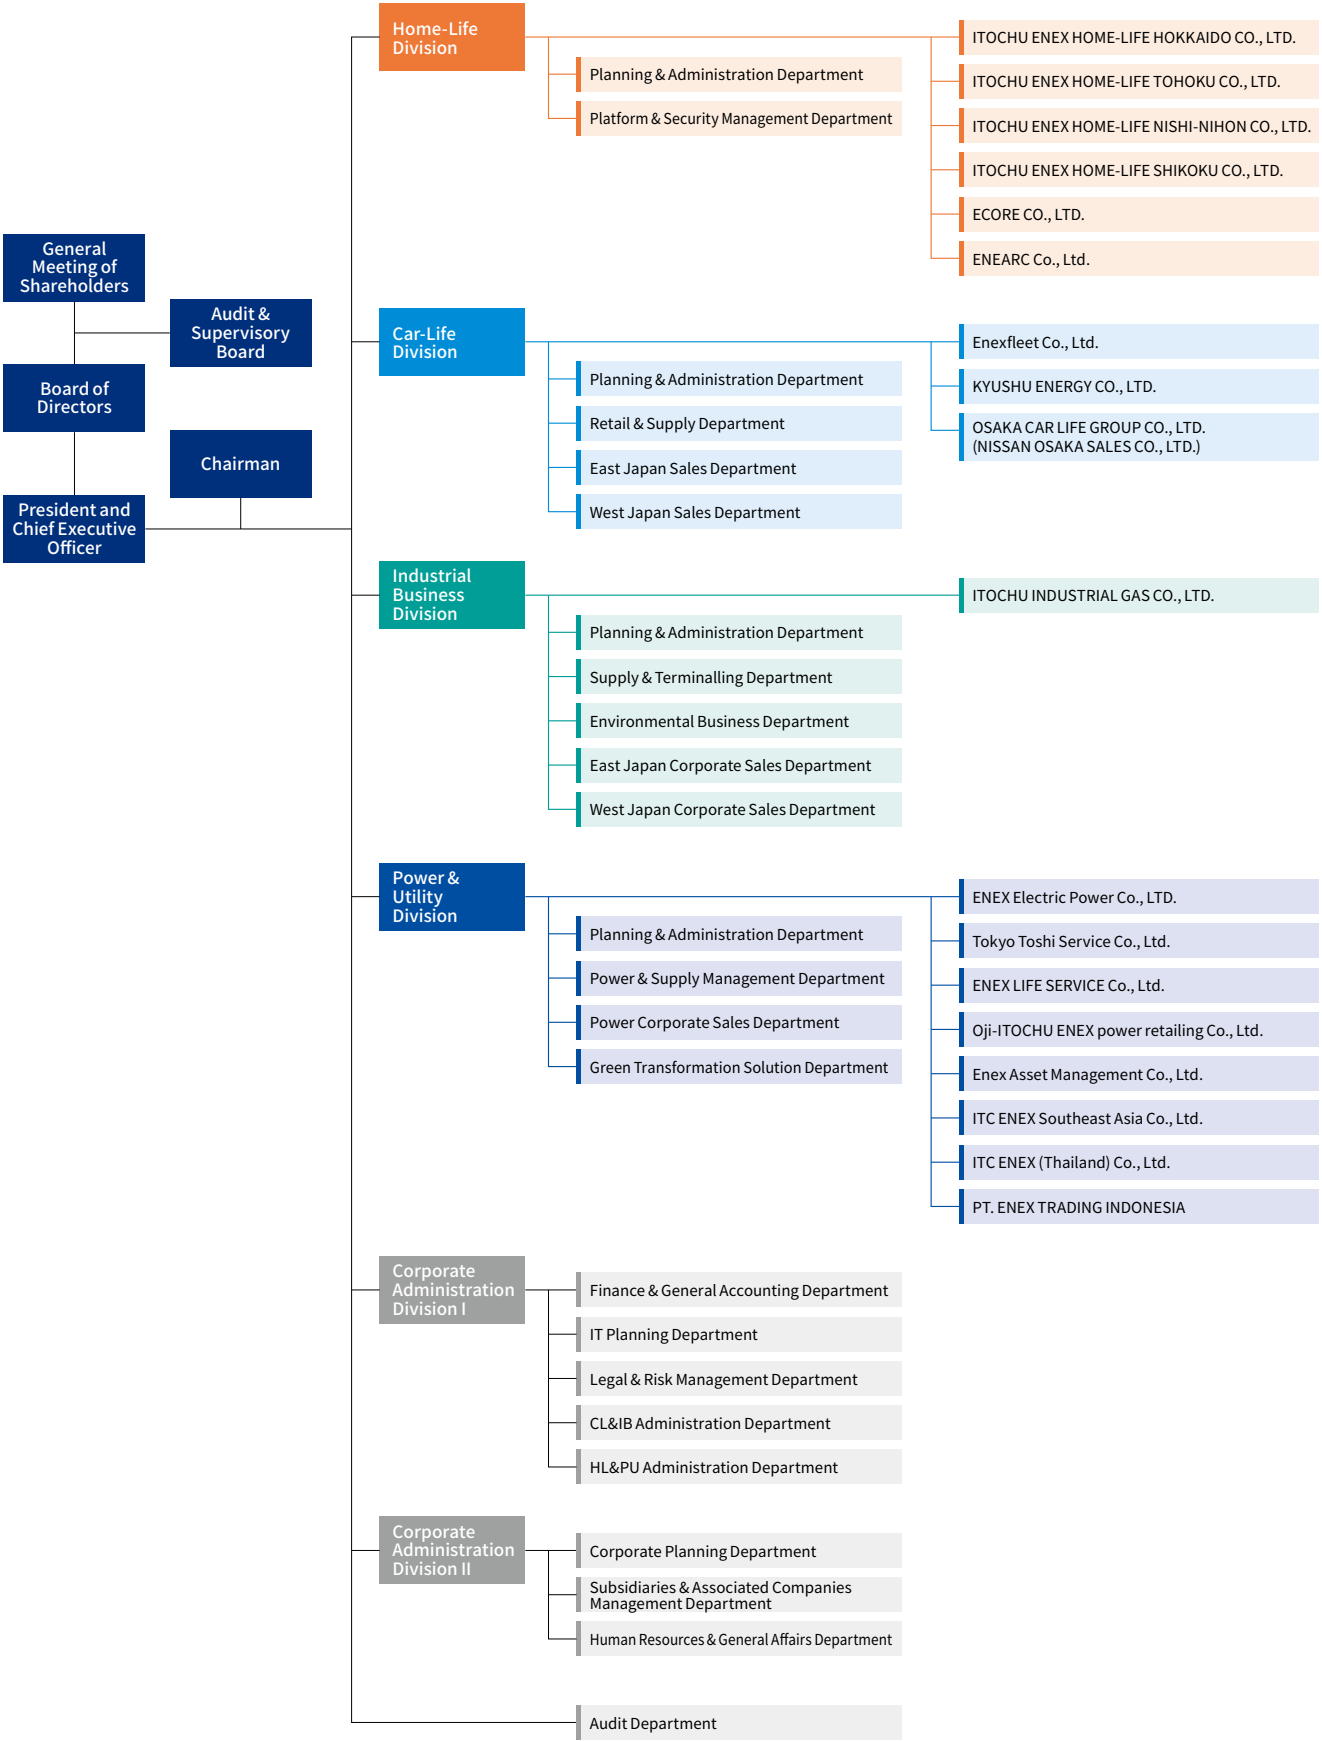 General
Meeting of
Shareholders
Audit &
Supervisory
Board
Board of
Directors
Chairman
President and
Chief Executive
Officer
Home-Life
Division
Planning & Administration Department
Platform & Security Management Department
ITOCHU ENEX HOME-LIFE HOKKAIDO CO., LTD.
ITOCHU ENEX HOME-LIFE TOHOKU CO., LTD.
ITOCHU ENEX HOME-LIFE NISHI-NIHON CO., LTD.
ITOCHU ENEX HOME-LIFE SHIKOKU CO., LTD.
ECORE CO., LTD.
ENEARC Co., Ltd.
Car-Life
Division
Planning & Administration Department
Retail & Supply Department
East Japan Sales Department
West Japan Sales Department
Enexfleet Co., Ltd.
KYUSHU ENERGY CO., LTD.
OSAKA CAR LIFE GROUP CO., LTD.
(NISSAN OSAKA SALES CO., LTD.)
Industrial
Business
Division
Planning & Administration Department
Supply & Terminalling Department
Environmental Business Department
East Japan Corporate Sales Department
West Japan Corporate Sales Department
ITOCHU INDUSTRIAL GAS CO., LTD.
Power &
Utility
Division
Planning & Administration Department
Power & Supply Management Department
Power Corporate Sales Department
Green Transformation Solution Department
ENEX Electric Power Co., LTD.
Tokyo Toshi Service Co., Ltd.
ENEX LIFE SERVICE Co., Ltd.
Oji-ITOCHU ENEX power retailing Co., Ltd.
Enex Asset Management Co., Ltd.
ITC ENEX Southeast Asia Co., Ltd.
ITC ENEX (Thailand) Co., Ltd.
PT. ENEX TRADING INDONESIA
Corporate
Administration
Division I
Finance & General Accounting Department
IT Planning Department
Legal & Risk Management Department
CL&IB Administration Department
HL&PU Administration Department
Corporate
Administration
Division II
Corporate Planning Department
Subsidiaries & Associated Companies
Management Department
Human Resources & General Affairs Department
Audit Department